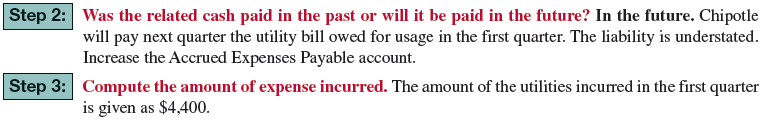 Step 2: Was the related cash paid in the past or will it be paid in the future? In the future. Chipotle
will pay next quarter the utility bill owed for usage in the first quarter. The liability is understated.
Increase the Accrued Expenses Payable account.
Step 3: Compute the amount of expense incurred. The amount of the utilities incurred in the first quarter
is given as $4,400.